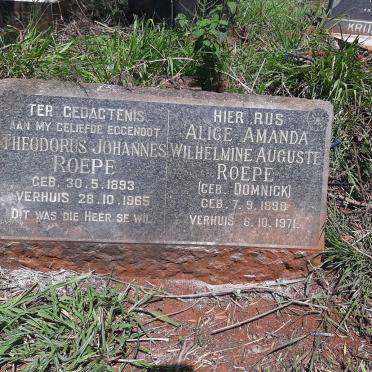 TER GEDAGTENIS
AAN MY GELIEFDE EGGENOOT
THEODORUS JOHANNES
ROEPE
GEB. 30.5.1893
VERHUIS 28.10.1965
DIT WAS DIE HEER SE WIL.
HIER RUS
ALICE AMANDA
WILHELMINE AUGUSTE
ROEPE
(GEB. DOMNICK)
GEB. 7.9.1898
VERHUIS 6.10.1971.